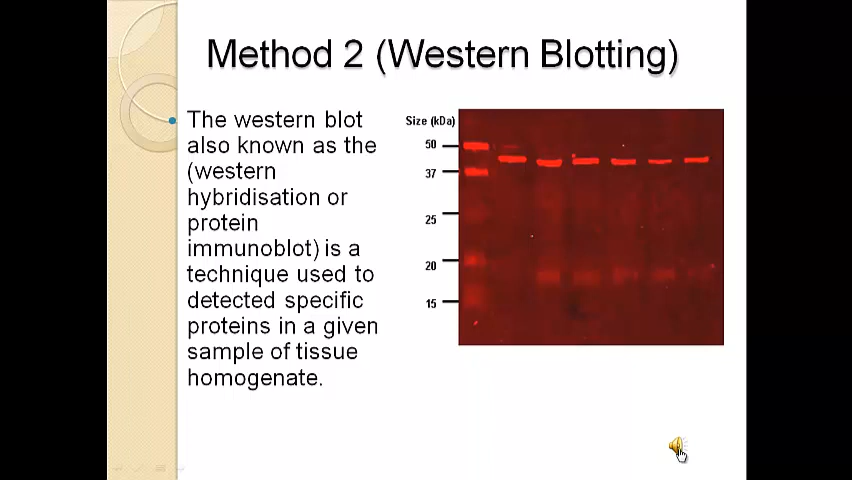 Method 2 (Western Blotting)
The western blot
also known as the
(western
hybridisation or
protein
immunoblot) is a
technique used to
detected specific
proteins in a given
sample of tissue
homogenate.
Size (kDa)
50
37
25
20
15